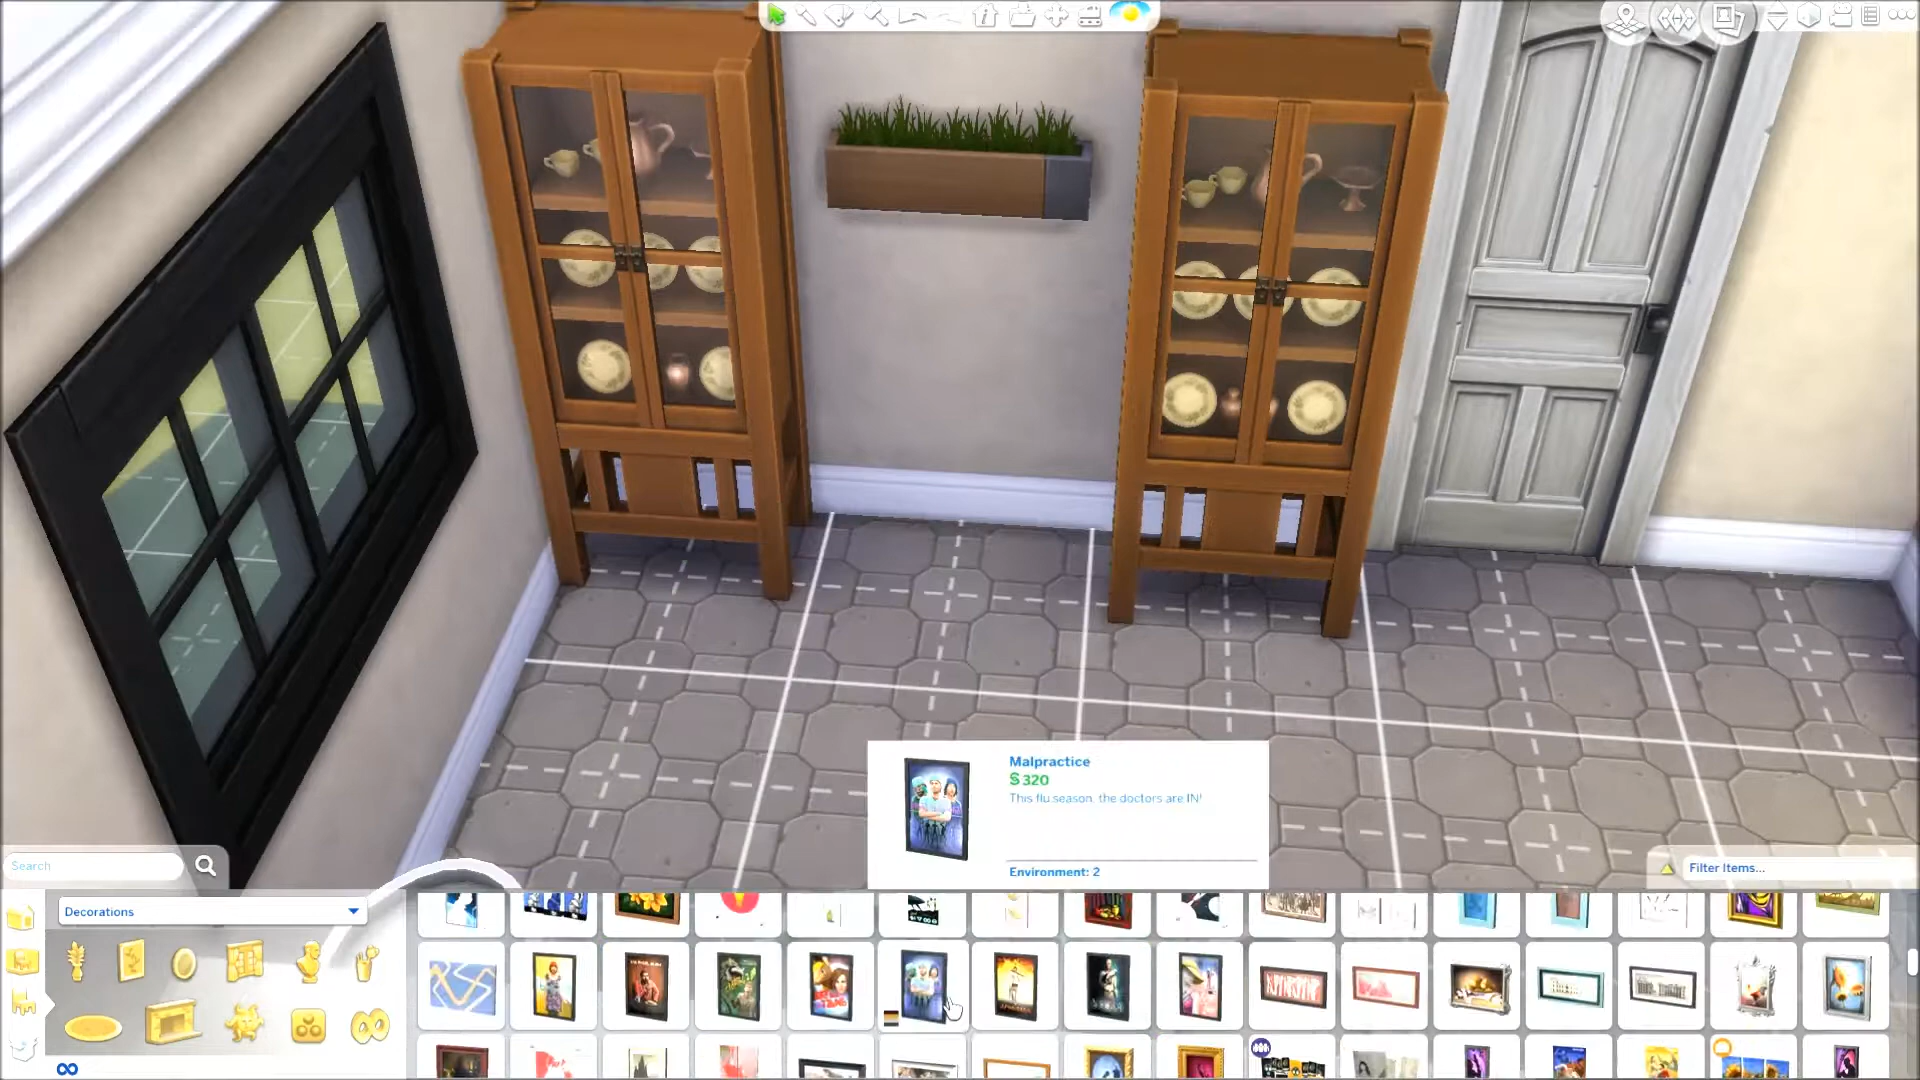 Malpractice
§320
This flu season, the doctors are IN!
Environment: 2
Search
Filter Items...
Decorations